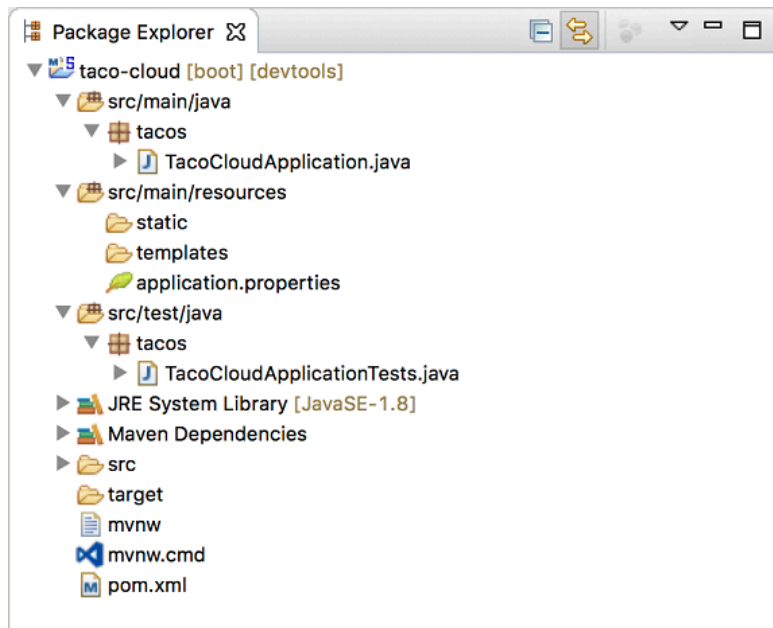 Package Explorer
taco-cloud [boot] [devtools]
src/main/java
tacos
TacoCloudApplication.java
src/main/resources
static
templates
application.properties
src/test/java
tacos
TacoCloudApplicationTests.java
JRE System Library [JavaSE-1.8]
Maven Dependencies
src
target
mvnw
mvnw.cmd
pom.xml